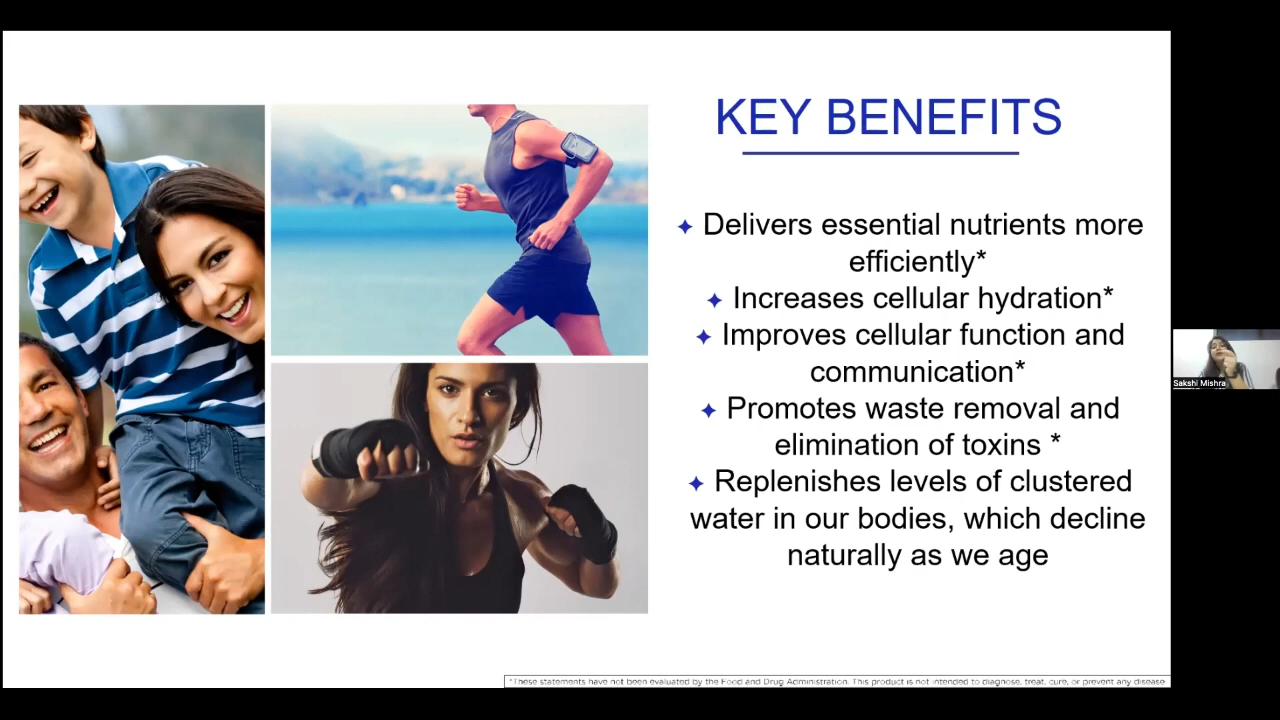 KEY BENEFITS
✦ Delivers essential nutrients more
efficiently*
✦ Increases cellular hydration*
✦ Improves cellular function and
communication*
✦ Promotes waste removal and
elimination of toxins *
✦ Replenishes levels of clustered
water in our bodies, which decline
naturally as we age
Sakshi Mishra
*These statements have not been evaluated by the Food and Drug Administration. This product is not intended to diagnose, treat, cure, or prevent any disease